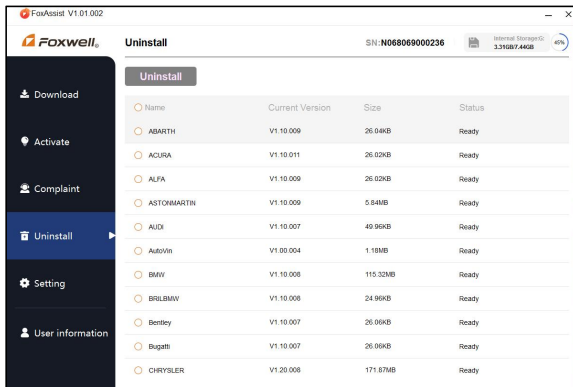 FoxAssist V1.01.002
FOXWELL®
Uninstall
SN:N068069000236
Internal Storage:G:
3.31GB/7.44GB
45%
Download
Activate
Complaint
Uninstall
Setting
User information
Uninstall
Name Current Version Size Status
ABARTH V1.10.009 26.04KB Ready
ACURA V1.10.011 26.02KB Ready
ALFA V1.10.009 26.02KB Ready
ASTONMARTIN V1.10.009 5.84MB Ready
AUDI V1.10.007 49.96KB Ready
AutoVin V1.00.004 1.18MB Ready
BMW V1.10.008 115.32MB Ready
BRILBMW V1.10.008 24.96KB Ready
Bentley V1.10.007 26.06KB Ready
Bugatti V1.10.007 26.06KB Ready
CHRYSLER V1.20.008 171.87MB Ready